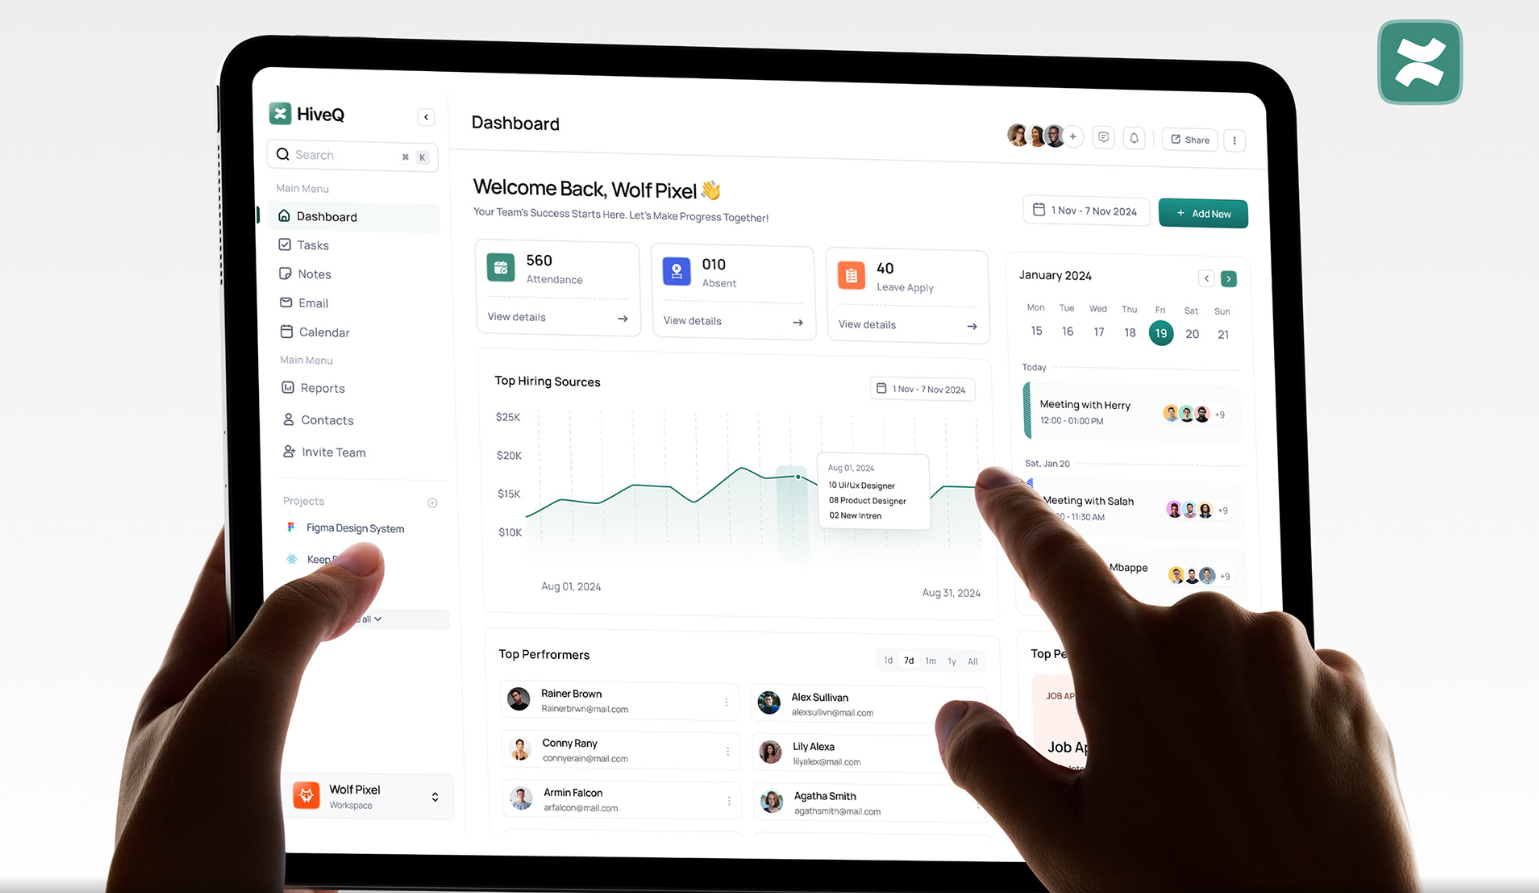 HiveQ
Search
⌘ K
Main Menu
Dashboard
Tasks
Notes
Email
Calendar
Main Menu
Reports
Contacts
Invite Team
Projects
Figma Design System
Keep
all
Wolf Pixel
Workspace
Dashboard
+
Share
Welcome Back, Wolf Pixel👋
Your Team's Success Starts Here. Let's Make Progress Together!
1 Nov - 7 Nov 2024
+ Add New
560
Attendance
View details
010
Absent
View details
40
Leave Apply
View details
Top Hiring Sources
1 Nov - 7 Nov 2024
$25K
$20K
$15K
$10K
Aug 01, 2024
10 Ui/Ux Designer
08 Product Designer
02 New Intren
Aug 01, 2024
Aug 31, 2024
January 2024
Mon Tue Wed Thu Fri Sat Sun
15 16 17 18 19 20 21
Today
Meeting with Herry
12:00 - 01:00 PM
+9
Sat, Jan 20
Meeting with Salah
- 11:30 AM
+9
Mbappe
+9
Top Perfrormers
1d 7d 1m 1y All
Rainer Brown
Rainerbrwn@mail.com
Alex Sullivan
alexsullivn@mail.com
Conny Rany
connyerain@mail.com
Lily Alexa
lilyalex@mail.com
Armin Falcon
arfalcon@mail.com
Agatha Smith
agathsmith@mail.com
Top Pe
JOB AP
Job Ap